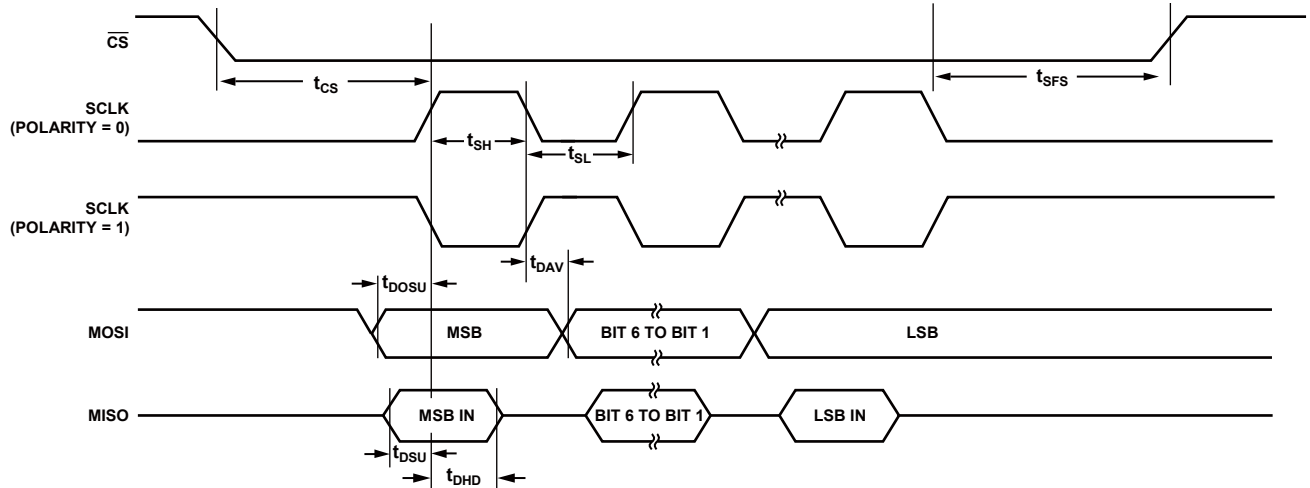 CS
tCS
tSFS
SCLK
(POLARITY = 0)
tSH
tSL
SCLK
(POLARITY = 1)
tDAV
tDOSU
MOSI
MSB
BIT 6 TO BIT 1
LSB
MISO
MSB IN
BIT 6 TO BIT 1
LSB IN
tDSU
tDHD